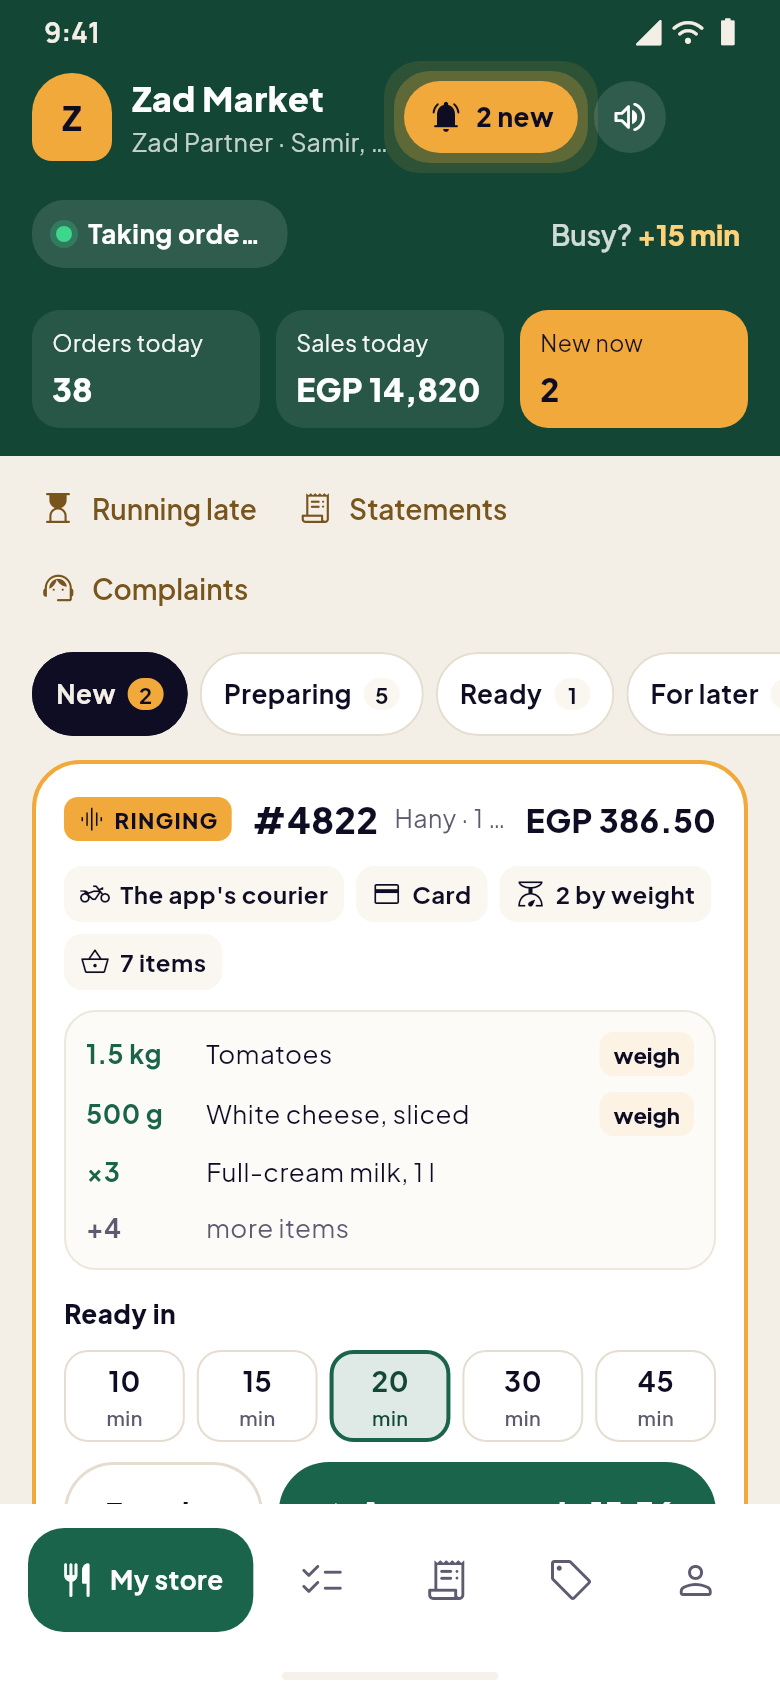 9:41
Z
Zad Market
Zad Partner · Samir, ...
2 new
Taking orde...
Busy? +15 min
Orders today
38
Sales today
EGP 14,820
New now
2
Running late
Statements
Complaints
New 2
Preparing 5
Ready 1
For later
RINGING
#4822
Hany · 1 ...
EGP 386.50
The app's courier
Card
2 by weight
7 items
1.5 kg Tomatoes weigh
500 g White cheese, sliced weigh
×3 Full-cream milk, 1 l
+4 more items
Ready in
10 min
15 min
20 min
30 min
45 min
My store